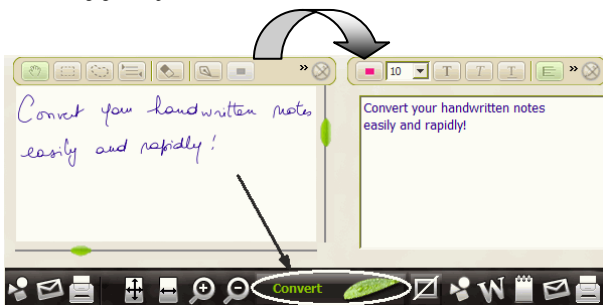 » 10 T T T »
Convert your handwritten notes
easily and rapidly!
Convert your handwritten notes
easily and rapidly!
Convert W